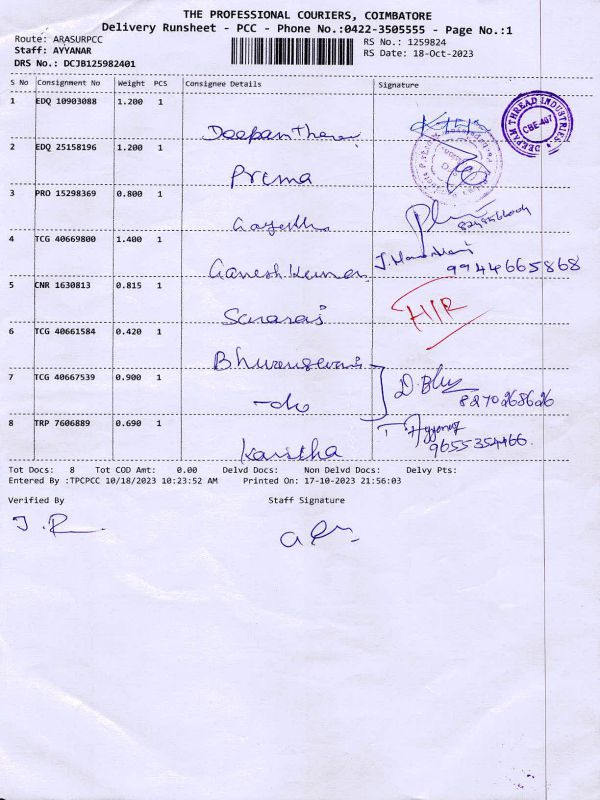 THE PROFESSIONAL COURIERS, COIMBATORE
Delivery Runsheet - PCC - Phone No.:0422-3505555 - Page No.:1
Route: ARASURPCC
RS No.: 1259824
Staff: AYYANAR
RS Date: 18-Oct-2023
DRS No.: DCJB125982401
S No Consignment No Weight PCS Consignee Details Signature
1 EDQ 10903088 1.200 1
DEEPAM THREAD INDUSTRIES
CBE-407
2 EDQ 25158196 1.200 1
Prema
3 PRO 15298369 0.800 1
4 TCG 40669800 1.400 1
Ganesh Kumar 9944665868
5 CNR 1630813 0.815 1
H/R
6 TCG 40661584 0.420 1
7 TCG 40667539 0.900 1
-do 8270268626
8 TRP 7606889 0.690 1
9655354466
Tot Docs: 8 Tot COD Amt: 0.00 Delvd Docs: Non Delvd Docs: Delvy Pts:
Entered By :TPCPCC 10/18/2023 10:23:52 AM Printed On: 17-10-2023 21:56:03
Verified By Staff Signature